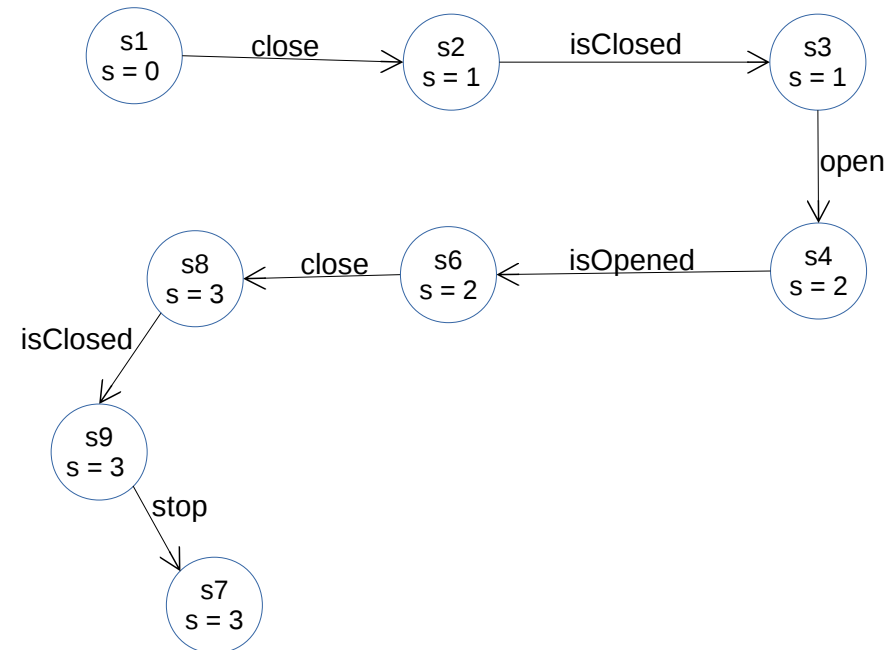 s1
s = 0
close
s2
s = 1
isClosed
s3
s = 1
open
s4
s = 2
isOpened
s6
s = 2
close
s8
s = 3
isClosed
s9
s = 3
stop
s7
s = 3